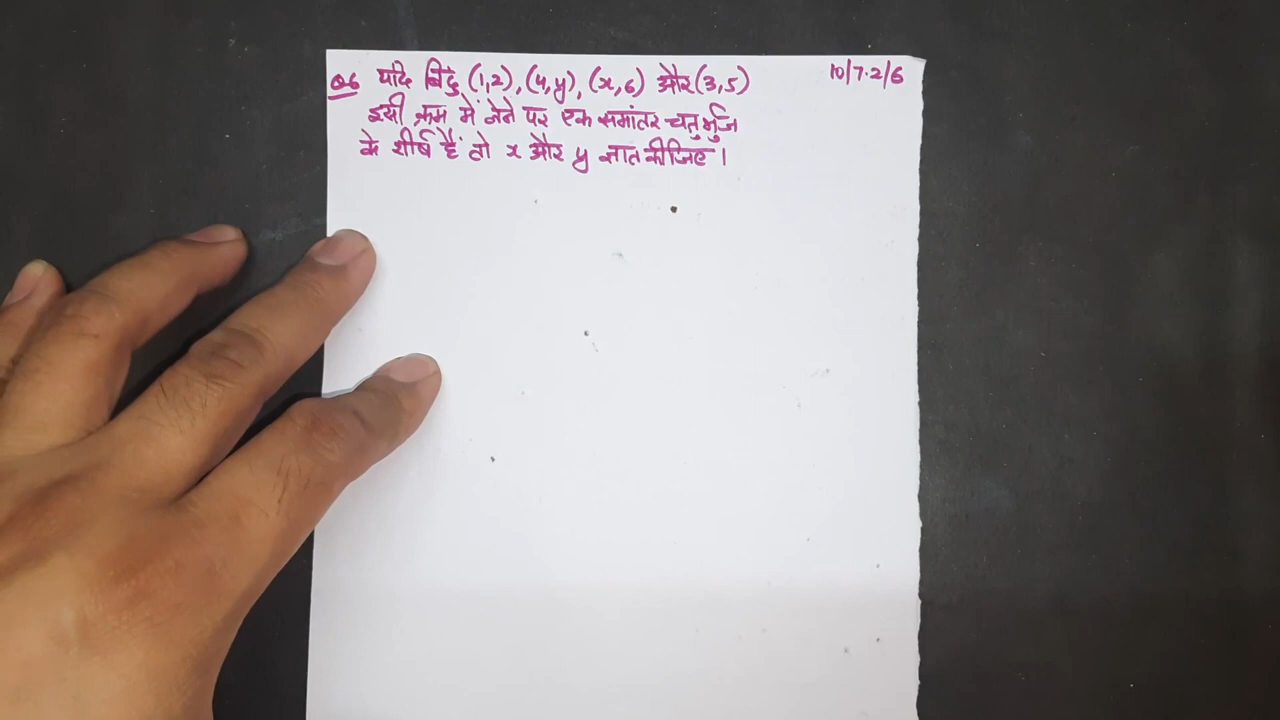 Q.6 यदि बिंदु (1,2), (4,y), (x,6) और (3,5) 10/7.2/6
इसी क्रम में लेने पर एक समांतर चतुर्भुज
के शीर्ष हैं तो x और y ज्ञात कीजिए।